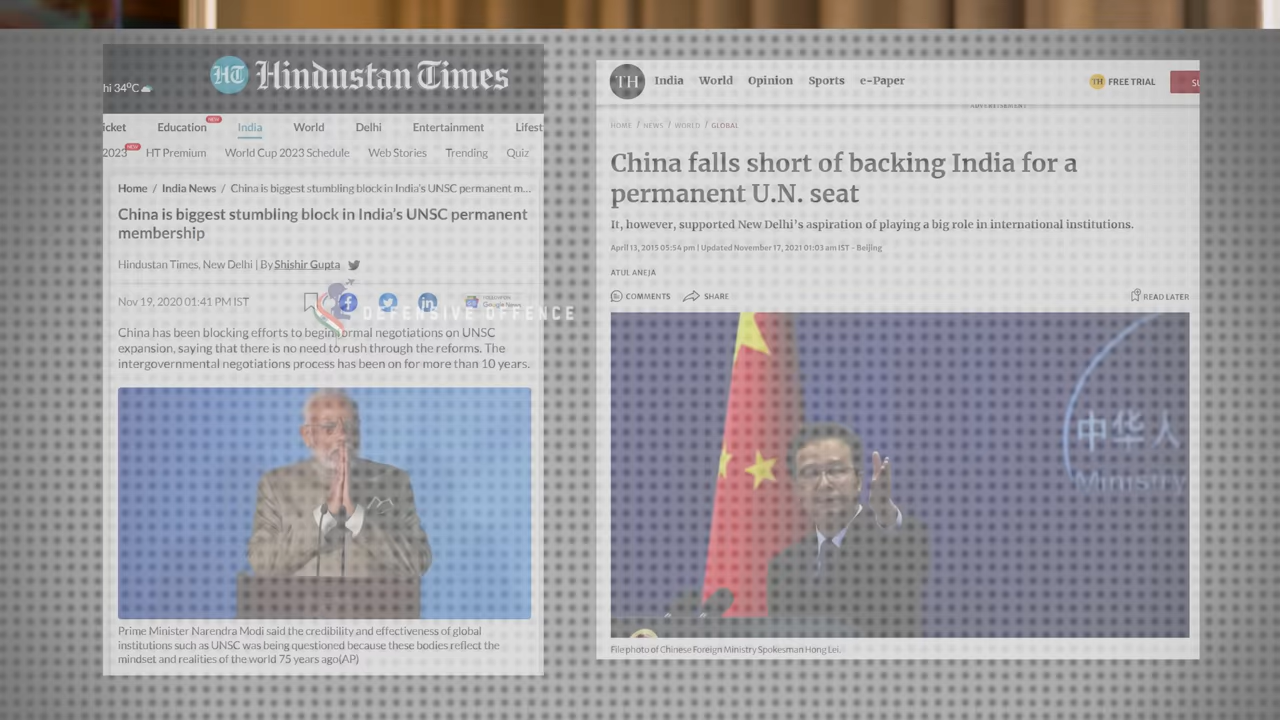 hi 34°C
HT Hindustan Times
icket Education NEW India World Delhi Entertainment Lifest
2023 NEW HT Premium World Cup 2023 Schedule Web Stories Trending Quiz
Home / India News / China is biggest stumbling block in India's UNSC permanent m...
China is biggest stumbling block in India's UNSC permanent
membership
Hindustan Times, New Delhi | By Shishir Gupta
Nov 19, 2020 01:41 PM IST
Google News
DEFENSIVE OFFENCE
China has been blocking efforts to begin ormal negotiations on UNSC
expansion, saying that there is no need to rush through the reforms. The
intergovernmental negotiations process has been on for more than 10 years.
Prime Minister Narendra Modi said the credibility and effectiveness of global
institutions such as UNSC was being questioned because these bodies reflect the
mindset and realities of the world 75 years ago(AP)
TH India World Opinion Sports e-Paper TH FREE TRIAL SU
ADVERTISEMENT
HOME / NEWS / WORLD / GLOBAL
China falls short of backing India for a
permanent U.N. seat
It, however, supported New Delhi's aspiration of playing a big role in international institutions.
April 13, 2015 05:54 pm | Updated November 17, 2021 01:03 am IST - Beijing
ATUL ANEJA
COMMENTS SHARE READ LATER
中华人
Ministry
File photo of Chinese Foreign Ministry Spokesman Hong Lei.